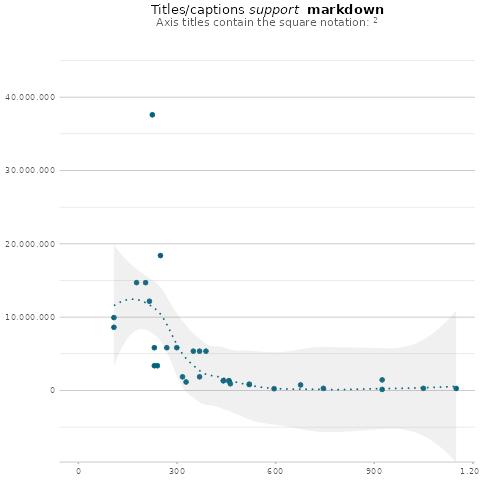 Titles/captions support markdown
Axis titles contain the square notation: ²
40.000.000
30.000.000
20.000.000
10.000.000
0
0 300 600 900 1.20